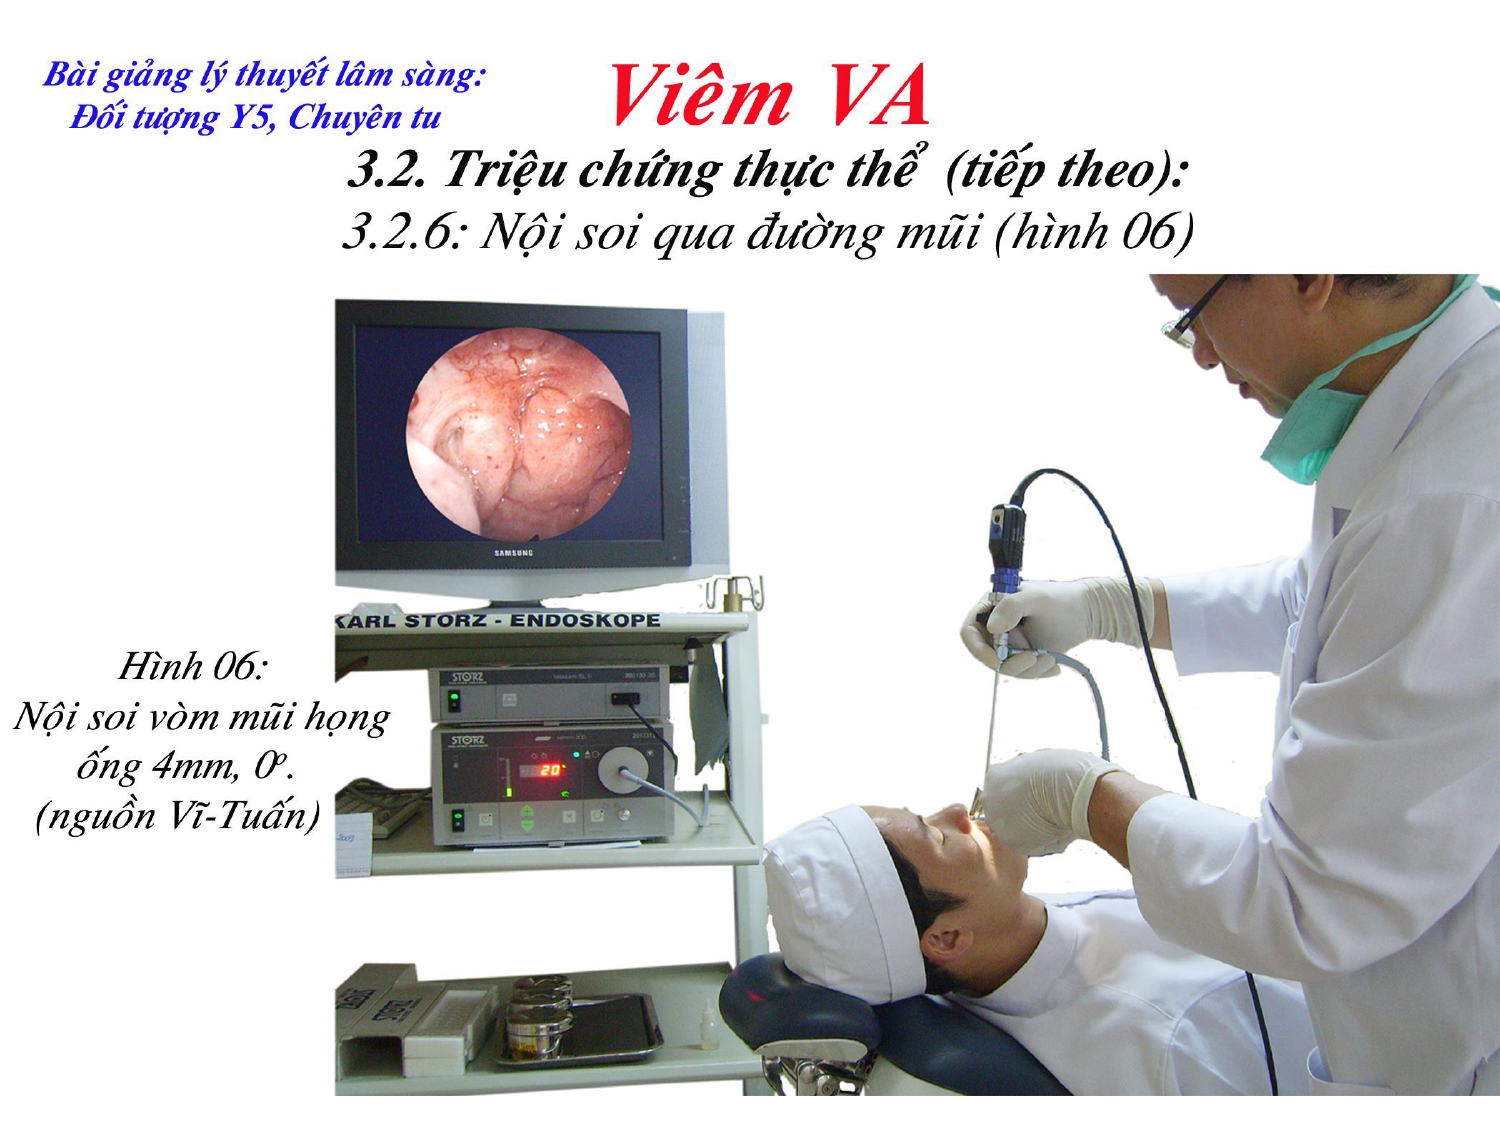 Bài giảng lý thuyết lâm sàng:
Đối tượng Y5, Chuyên tu
Viêm VA
3.2. Triệu chứng thực thể (tiếp theo):
3.2.6: Nội soi qua đường mũi (hình 06)
SAMSUNG
KARL STORZ - ENDOSKOPE
STORZ
STORZ
20
Hình 06:
Nội soi vòm mũi họng
ống 4mm, 0º.
(nguồn Vĩ-Tuấn)
STORZ